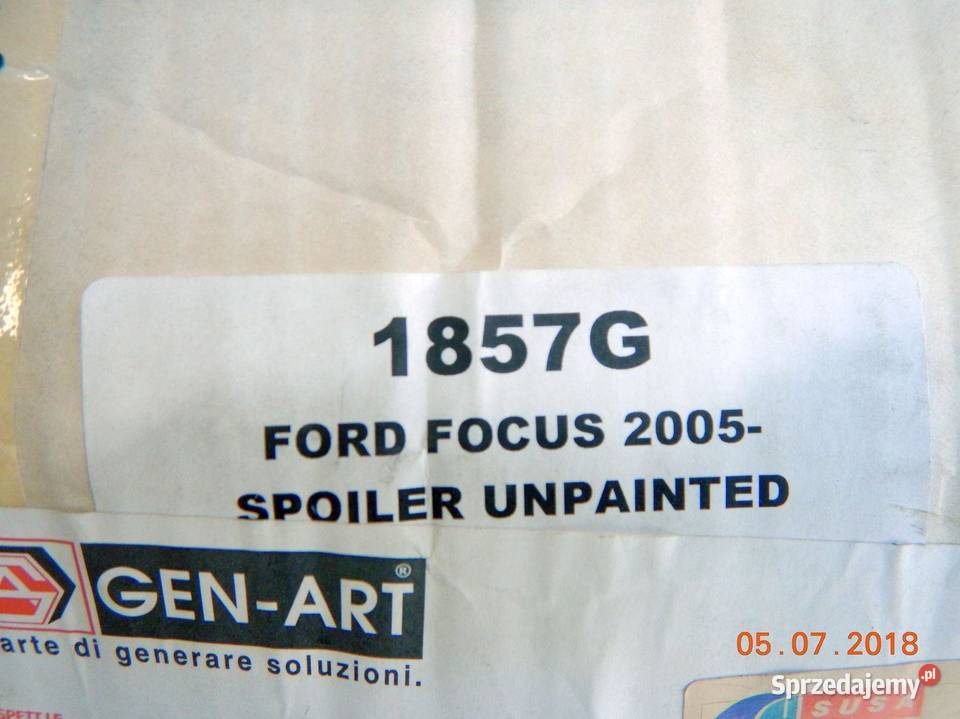 1857G
FORD FOCUS 2005-
SPOILER UNPAINTED
GEN-ART®
arte di generare soluzioni.
05.07.2018
Sprzedajemy.pl
SUSA